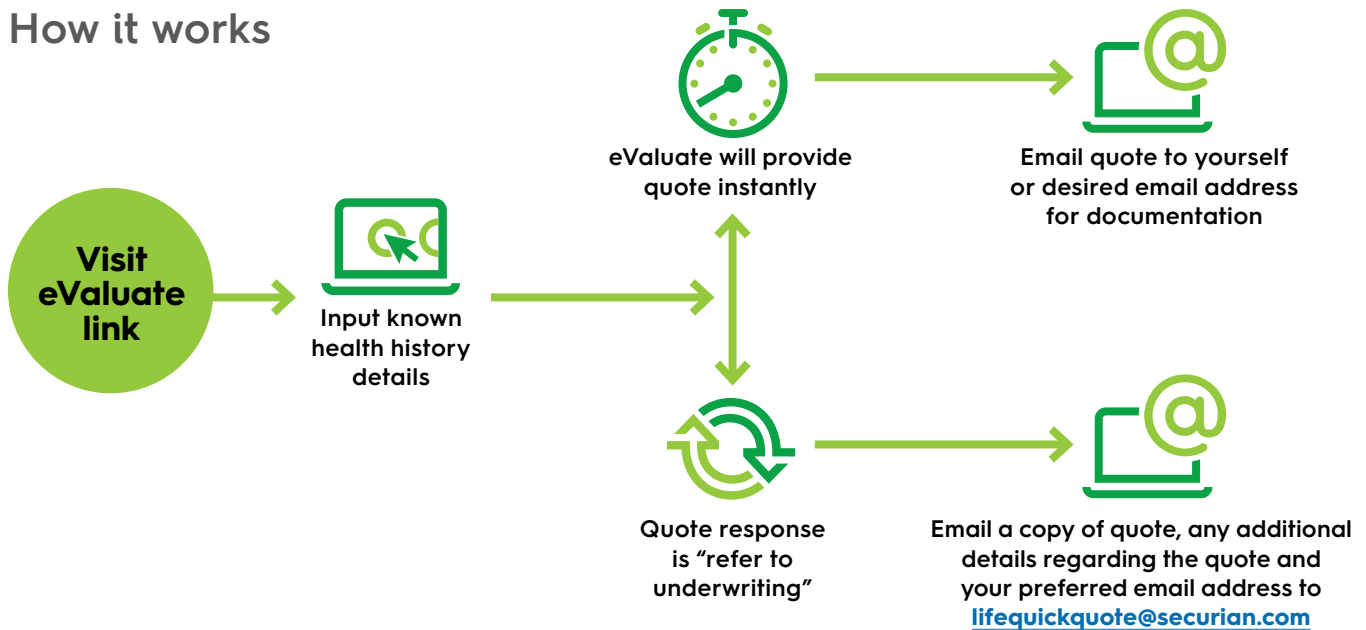 How it works
Visit
eValuate
link
Input known
health history
details
eValuate will provide
quote instantly
Email quote to yourself
or desired email address
for documentation
Quote response
is “refer to
underwriting”
Email a copy of quote, any additional
details regarding the quote and
your preferred email address to
lifequickquote@securian.com